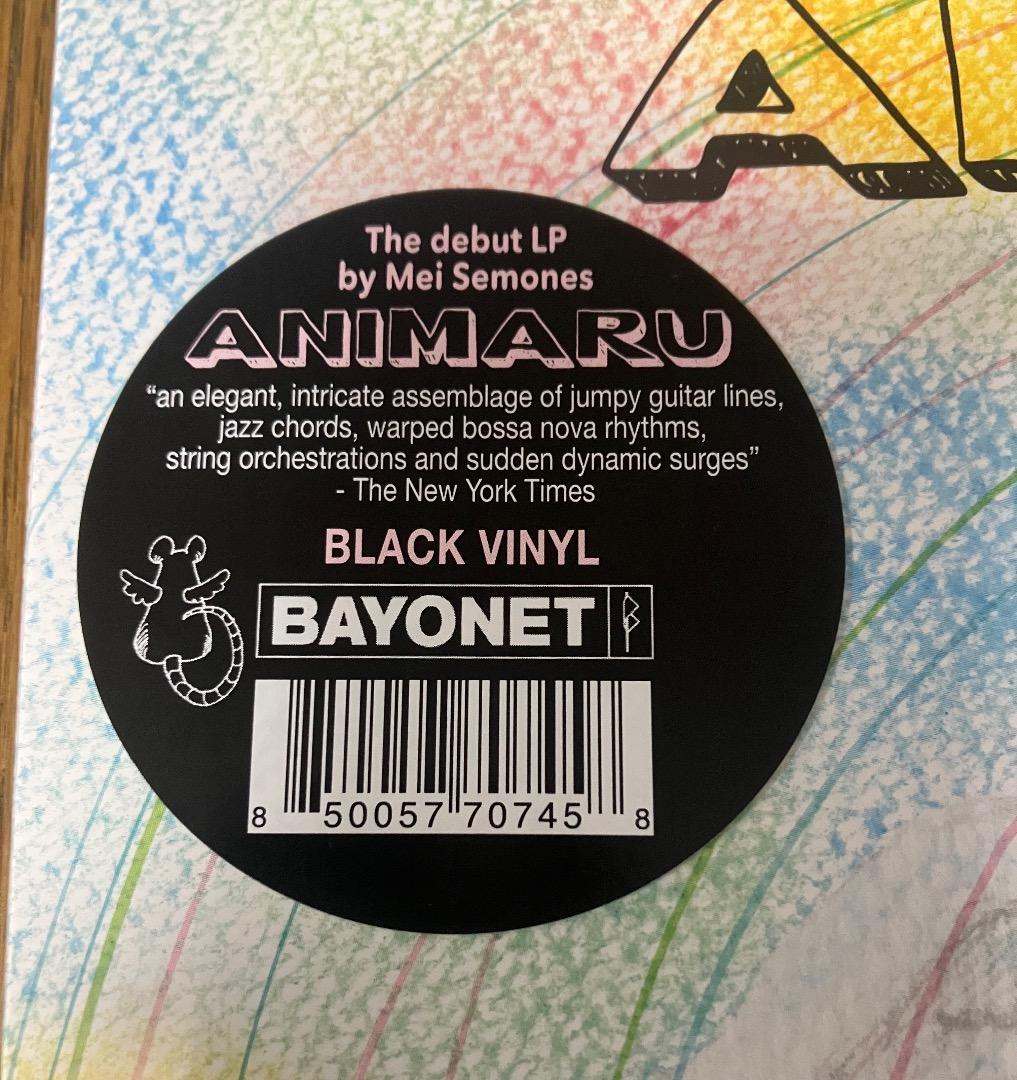 A
The debut LP
by Mei Semones
ANIMARU
“an elegant, intricate assemblage of jumpy guitar lines,
jazz chords, warped bossa nova rhythms,
string orchestrations and sudden dynamic surges”
- The New York Times
BLACK VINYL
BAYONET B
8 50057 70745 8